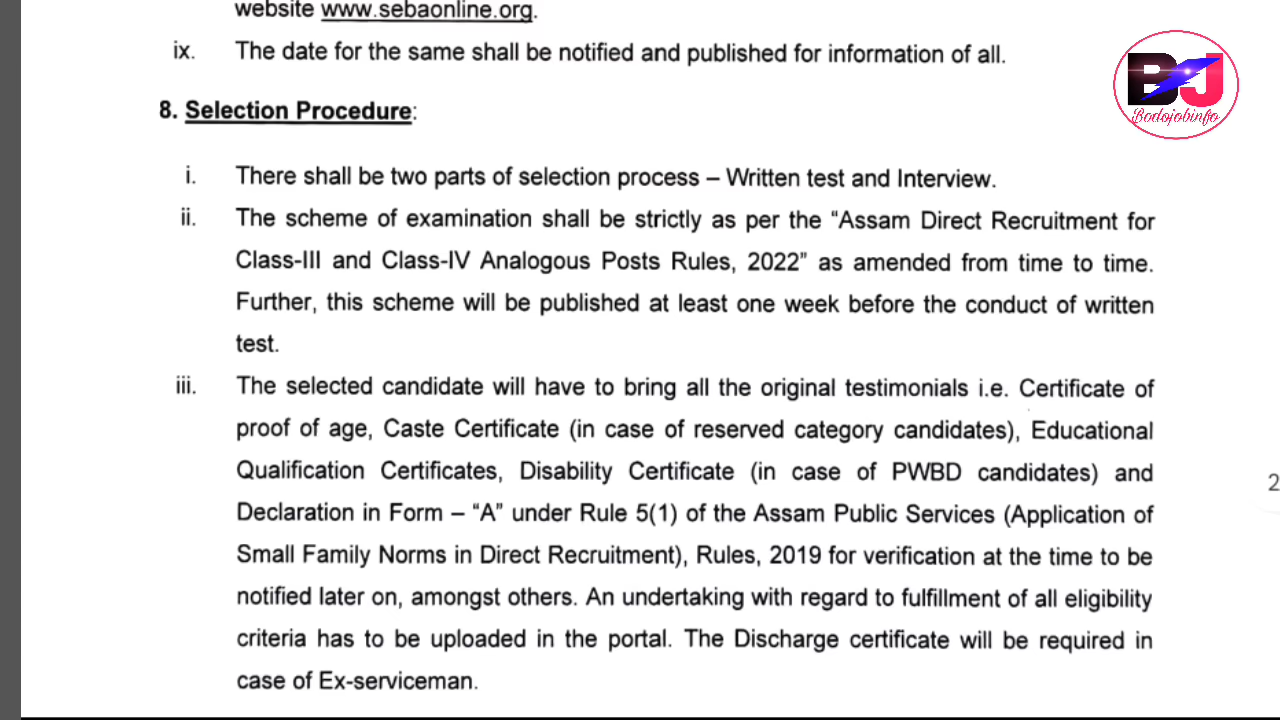 website www.sebaonline.org.
ix. The date for the same shall be notified and published for information of all.
BJ
Bodojobinfo
8. Selection Procedure:
i. There shall be two parts of selection process – Written test and Interview.
ii. The scheme of examination shall be strictly as per the “Assam Direct Recruitment for
Class-III and Class-IV Analogous Posts Rules, 2022” as amended from time to time.
Further, this scheme will be published at least one week before the conduct of written
test.
iii. The selected candidate will have to bring all the original testimonials i.e. Certificate of
proof of age, Caste Certificate (in case of reserved category candidates), Educational
Qualification Certificates, Disability Certificate (in case of PWBD candidates) and
2
Declaration in Form – “A” under Rule 5(1) of the Assam Public Services (Application of
Small Family Norms in Direct Recruitment), Rules, 2019 for verification at the time to be
notified later on, amongst others. An undertaking with regard to fulfillment of all eligibility
criteria has to be uploaded in the portal. The Discharge certificate will be required in
case of Ex-serviceman.